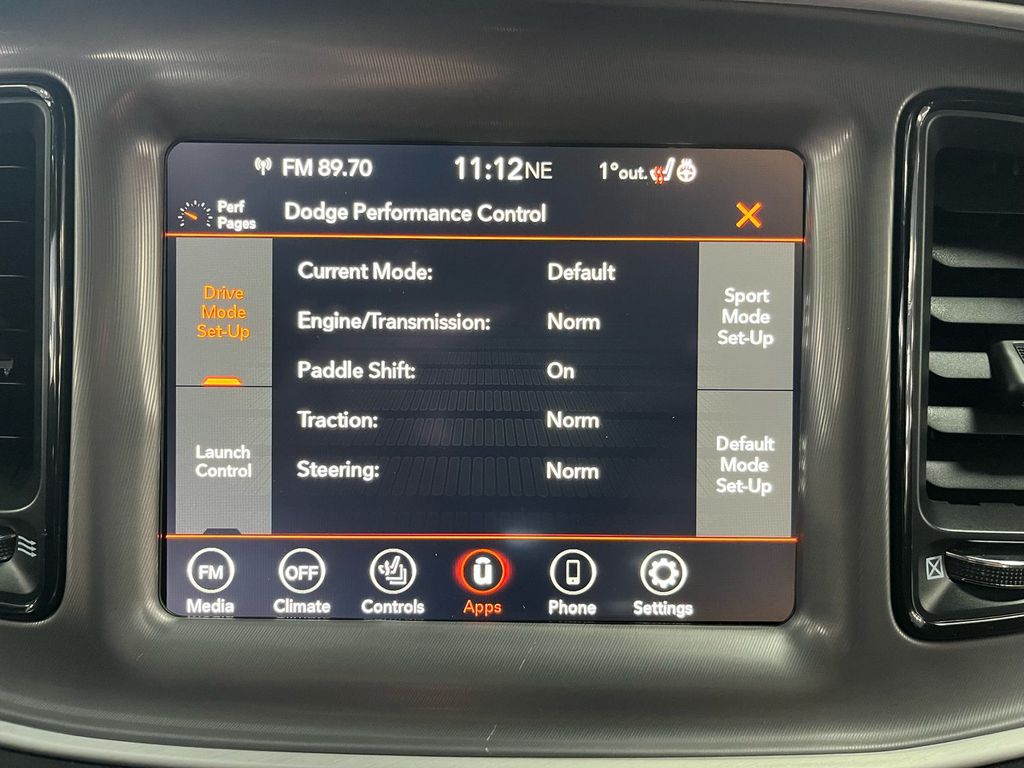 FM 89.70 11:12NE 1°out.
Perf
Pages
Dodge Performance Control
Drive
Mode
Set-Up
Launch
Control
Current Mode: Default
Engine/Transmission: Norm
Paddle Shift: On
Traction: Norm
Steering: Norm
Sport
Mode
Set-Up
Default
Mode
Set-Up
FM OFF
Media Climate Controls Apps Phone Settings